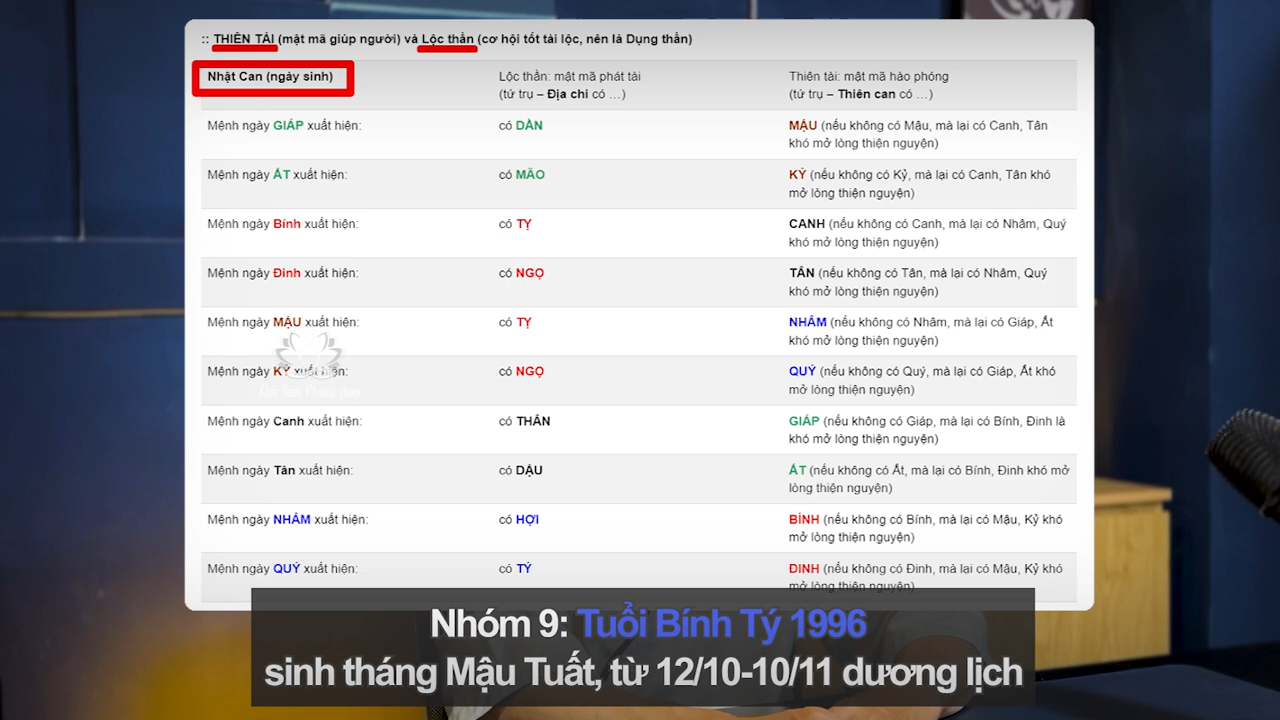 :: THIÊN TÀI (mật mã giúp người) và Lộc thần (cơ hội tốt tài lộc, nên là Dụng thần)
Nhật Can (ngày sinh)
Lộc thần: mật mã phát tài
(tứ trụ – Địa chi có ...)
Thiên tài: mật mã hào phóng
(tứ trụ – Thiên can có ...)
Mệnh ngày GIÁP xuất hiện:
có DẦN
MẬU (nếu không có Mậu, mà lại có Canh, Tân
khó mở lòng thiện nguyện)
Mệnh ngày ẤT xuất hiện:
có MÃO
KỶ (nếu không có Kỷ, mà lại có Canh, Tân khó
mở lòng thiện nguyện)
Mệnh ngày Bính xuất hiện:
có TỴ
CANH (nếu không có Canh, mà lại có Nhâm, Quý
khó mở lòng thiện nguyện)
Mệnh ngày Đinh xuất hiện:
có NGỌ
TÂN (nếu không có Tân, mà lại có Nhâm, Quý
khó mở lòng thiện nguyện)
Mệnh ngày MẬU xuất hiện:
có TỴ
NHÂM (nếu không có Nhâm, mà lại có Giáp, Ất
khó mở lòng thiện nguyện)
Mệnh ngày KỶ xuất hiện:
có NGỌ
QUÝ (nếu không có Quý, mà lại có Giáp, Ất khó
mở lòng thiện nguyện)
Mệnh ngày Canh xuất hiện:
có THÂN
GIÁP (nếu không có Giáp, mà lại có Bính, Đinh là
khó mở lòng thiện nguyện)
Mệnh ngày Tân xuất hiện:
có DẬU
ẤT (nếu không có Ất, mà lại có Bính, Đinh khó mở
lòng thiện nguyện)
Mệnh ngày NHÂM xuất hiện:
có HỢI
BÍNH (nếu không có Bính, mà lại có Mậu, Kỷ khó
mở lòng thiện nguyện)
Mệnh ngày QUÝ xuất hiện:
có TÝ
ĐINH (nếu không có Đinh, mà lại có Mậu, Kỷ khó
mở lòng thiện nguyện)
Nhóm 9: Tuổi Bính Tý 1996
sinh tháng Mậu Tuất, từ 12/10-10/11 dương lịch